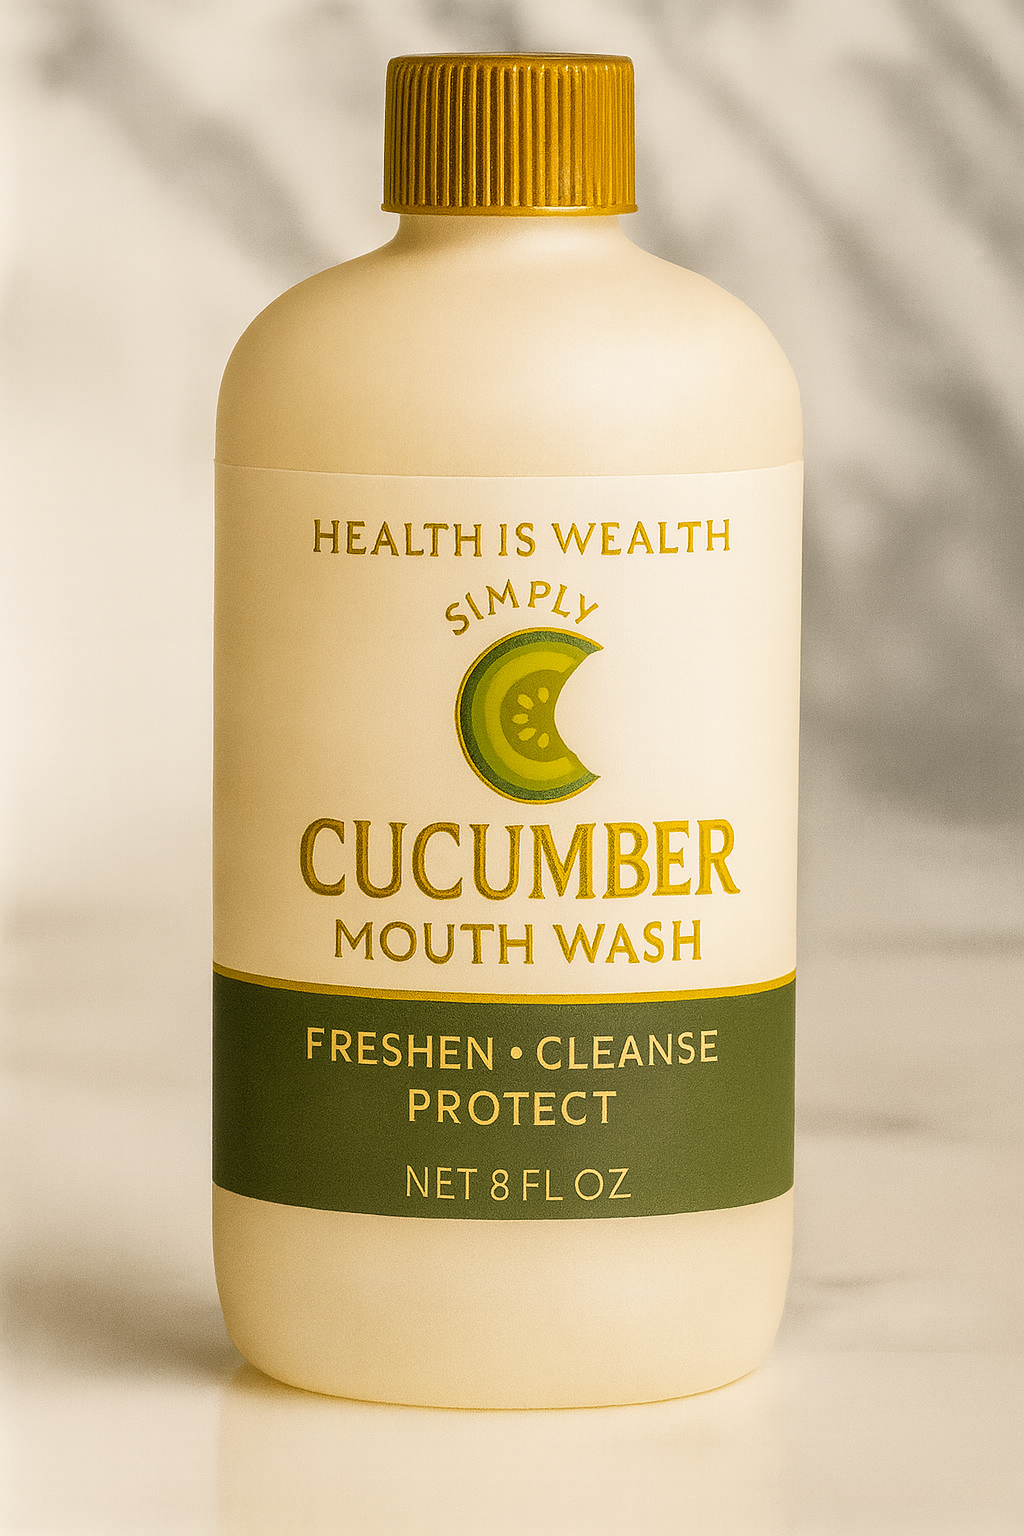 HEALTH IS WEALTH
SIMPLY
CUCUMBER
MOUTH WASH
FRESHEN • CLEANSE
PROTECT
NET 8 FL OZ